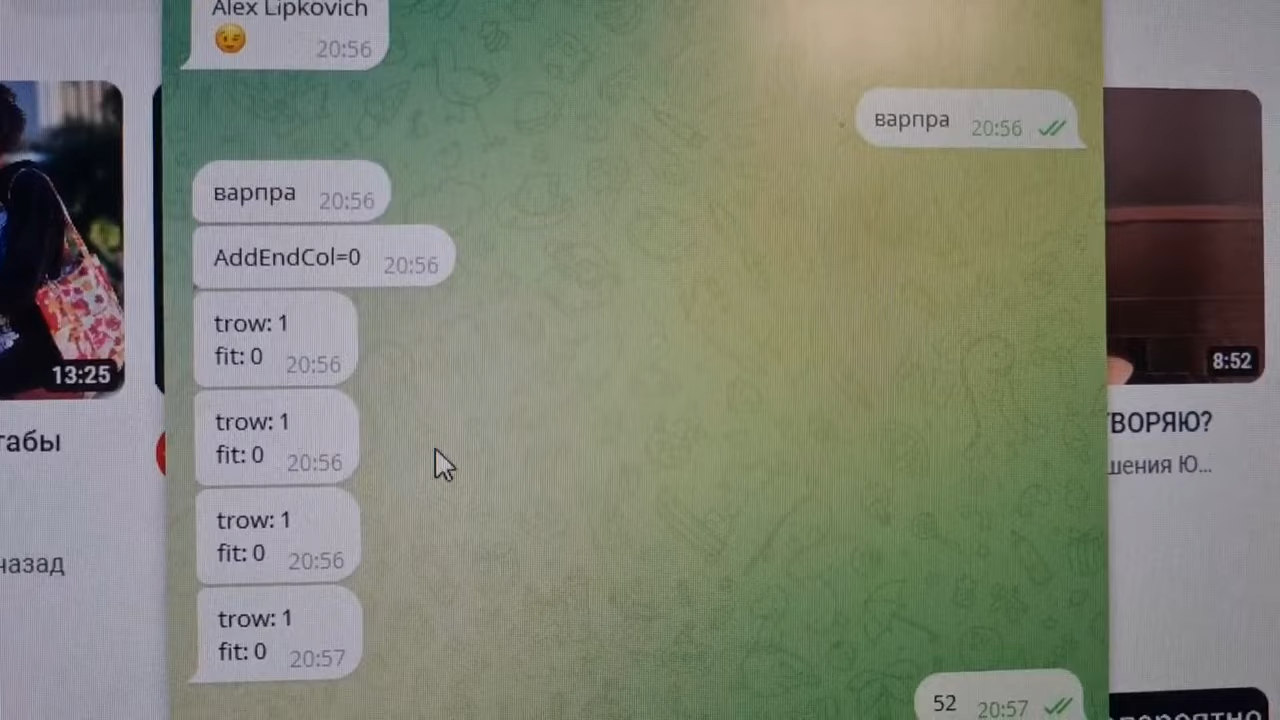 Alex Lipkovich
😉 20:56
варпра 20:56
варпра 20:56
AddEndCol=0 20:56
trow: 1
fit: 0 20:56
trow: 1
fit: 0 20:56
trow: 1
fit: 0 20:56
trow: 1
fit: 0 20:57
52 20:57
13:25
табы
назад
8:52
ТВОРЯЮ?
шения Ю...